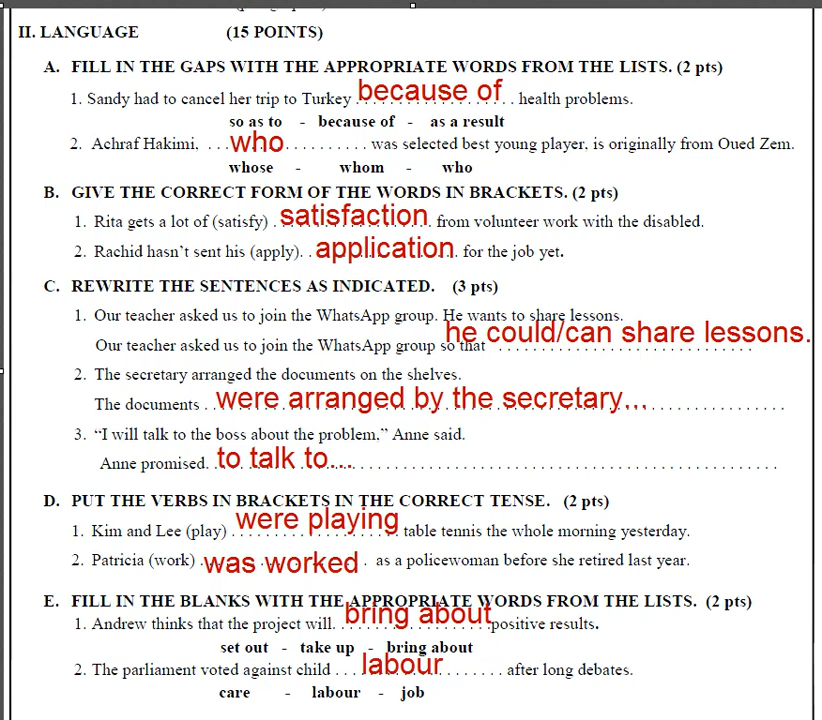 II. LANGUAGE (15 POINTS)
A. FILL IN THE GAPS WITH THE APPROPRIATE WORDS FROM THE LISTS. (2 pts)
1. Sandy had to cancel her trip to Turkey because of health problems.
so as to - because of - as a result
2. Achraf Hakimi, ...who.......... was selected best young player, is originally from Oued Zem.
whose - whom - who
B. GIVE THE CORRECT FORM OF THE WORDS IN BRACKETS. (2 pts)
1. Rita gets a lot of (satisfy) satisfaction from volunteer work with the disabled.
2. Rachid hasn't sent his (apply). application for the job yet.
C. REWRITE THE SENTENCES AS INDICATED. (3 pts)
1. Our teacher asked us to join the WhatsApp group. He wants to share lessons.
he could/can share lessons.
Our teacher asked us to join the WhatsApp group so that ..............................
2. The secretary arranged the documents on the shelves.
The documents were arranged by the secretary...
3. "I will talk to the boss about the problem," Anne said.
Anne promised. to talk to...
D. PUT THE VERBS IN BRACKETS IN THE CORRECT TENSE. (2 pts)
1. Kim and Lee (play) were playing table tennis the whole morning yesterday.
2. Patricia (work) was worked as a policewoman before she retired last year.
E. FILL IN THE BLANKS WITH THE APPROPRIATE WORDS FROM THE LISTS. (2 pts)
1. Andrew thinks that the project will. bring about positive results.
set out - take up - bring about
2. The parliament voted against child ...labour......... after long debates.
care - labour - job